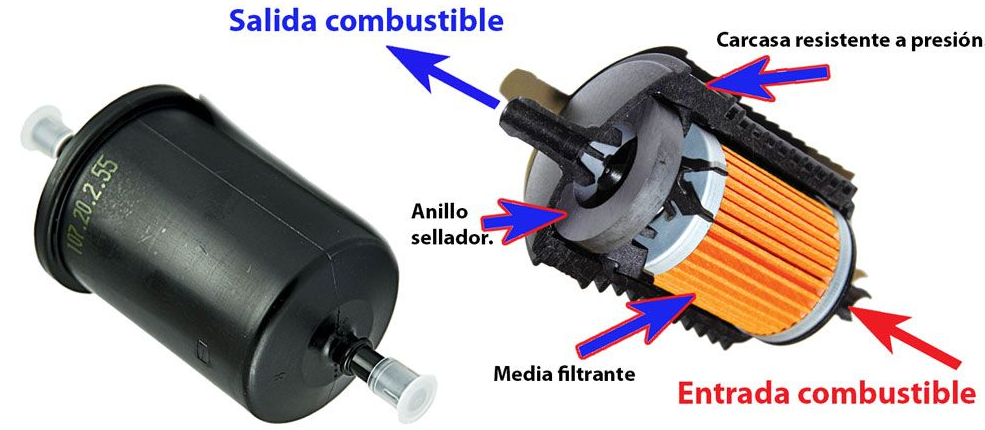 Salida combustible
Carcasa resistente a presión
107.20.2.55
Anillo
sellador.
Media filtrante
Entrada combustible